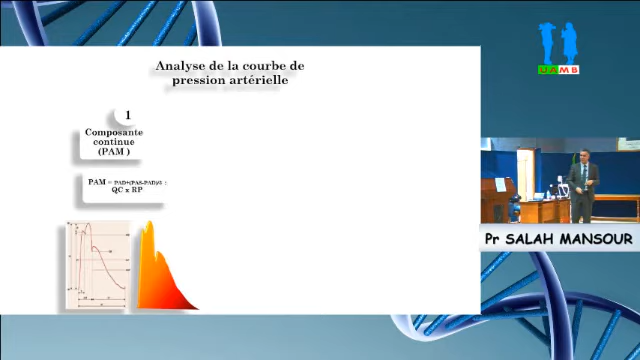 Analyse de la courbe de
pression artérielle
1
Composante
continue
(PAM )
PAM = PAD+(PAS-PAD)/3 :
QC x RP
U.A.M.B
Pr SALAH MANSOUR